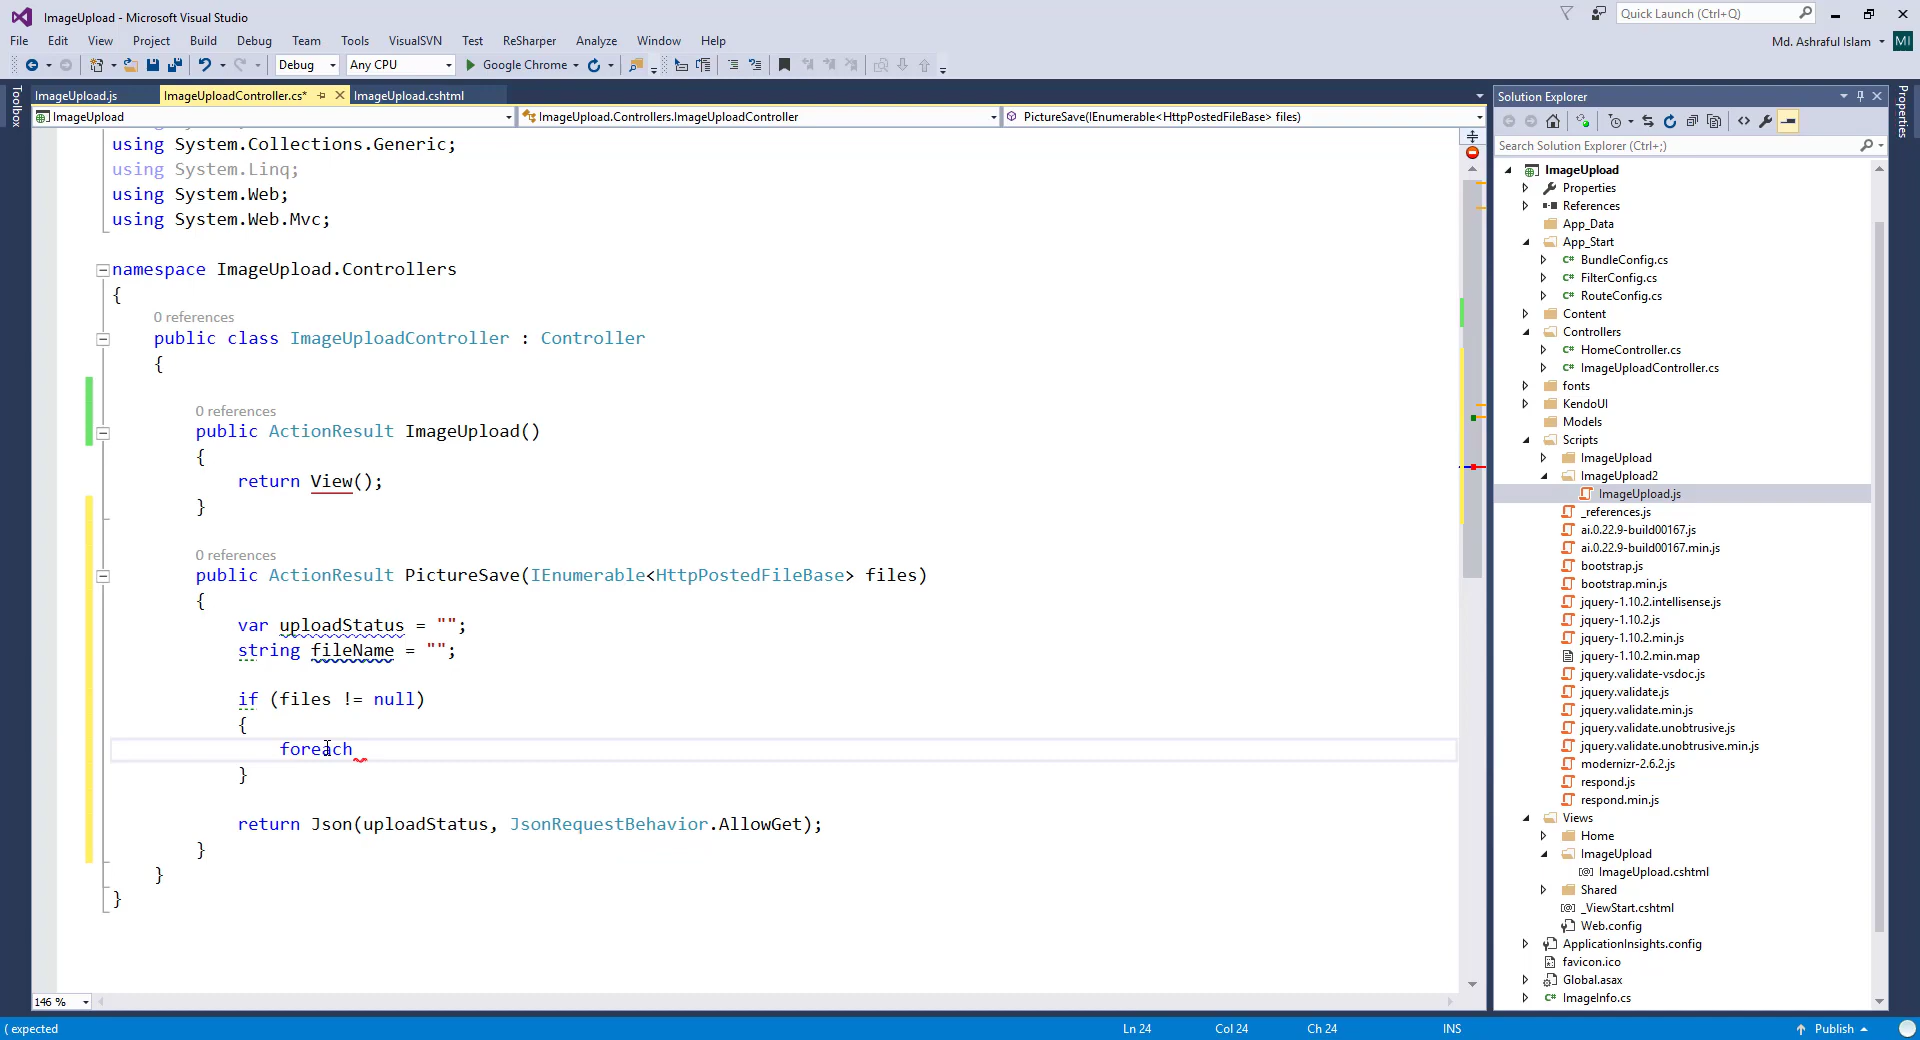 ImageUpload - Microsoft Visual Studio
Quick Launch (Ctrl+Q)
File Edit View Project Build Debug Team Tools VisualSVN Test ReSharper Analyze Window Help
Md. Ashraful Islam MI
Debug Any CPU Google Chrome
Toolbox
ImageUpload.js ImageUploadController.cs* ImageUpload.cshtml
ImageUpload ImageUpload.Controllers.ImageUploadController PictureSave(IEnumerable<HttpPostedFileBase> files)
using System.Collections.Generic;
using System.Linq;
using System.Web;
using System.Web.Mvc;
namespace ImageUpload.Controllers
{
0 references
public class ImageUploadController : Controller
{
0 references
public ActionResult ImageUpload()
{
return View();
}
0 references
public ActionResult PictureSave(IEnumerable<HttpPostedFileBase> files)
{
var uploadStatus = "";
string fileName = "";
if (files != null)
{
foreach
}
return Json(uploadStatus, JsonRequestBehavior.AllowGet);
}
}
}
146 %
Solution Explorer
Search Solution Explorer (Ctrl+;)
ImageUpload
Properties
References
App_Data
App_Start
C# BundleConfig.cs
C# FilterConfig.cs
C# RouteConfig.cs
Content
Controllers
C# HomeController.cs
C# ImageUploadController.cs
fonts
KendoUI
Models
Scripts
ImageUpload
ImageUpload2
ImageUpload.js
_references.js
ai.0.22.9-build00167.js
ai.0.22.9-build00167.min.js
bootstrap.js
bootstrap.min.js
jquery-1.10.2.intellisense.js
jquery-1.10.2.js
jquery-1.10.2.min.js
jquery-1.10.2.min.map
jquery.validate-vsdoc.js
jquery.validate.js
jquery.validate.min.js
jquery.validate.unobtrusive.js
jquery.validate.unobtrusive.min.js
modernizr-2.6.2.js
respond.js
respond.min.js
Views
Home
ImageUpload
[@] ImageUpload.cshtml
Shared
[@] _ViewStart.cshtml
Web.config
ApplicationInsights.config
favicon.ico
Global.asax
C# ImageInfo.cs
Properties
( expected Ln 24 Col 24 Ch 24 INS Publish